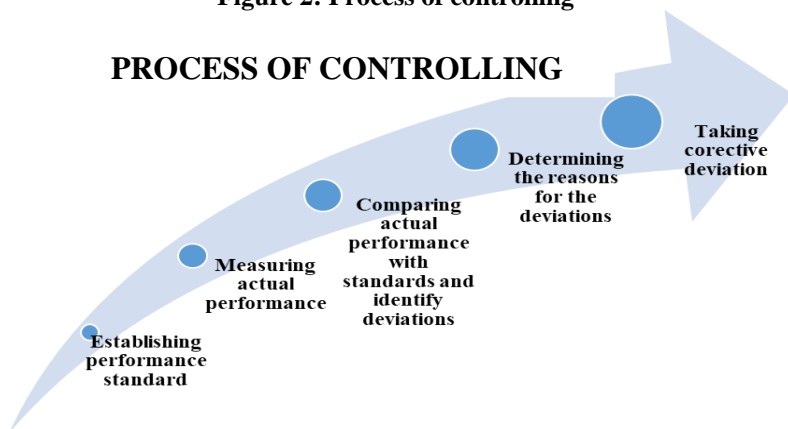 Figure 2: Process of controlling
PROCESS OF CONTROLLING
Establishing
performance
standard
Measuring
actual
performance
Comparing
actual
performance
with
standards and
identify
deviations
Determining
the reasons
for the
deviations
Taking
corective
deviation